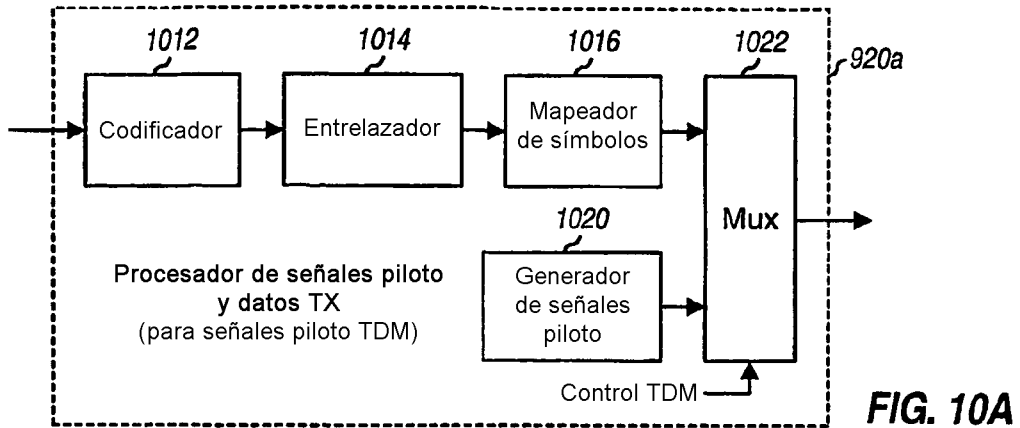 1012
1014
1016
1022
920a
Codificador
Entrelazador
Mapeador
de símbolos
Mux
1020
Generador
de señales
piloto
Procesador de señales piloto
y datos TX
(para señales piloto TDM)
Control TDM
FIG. 10A